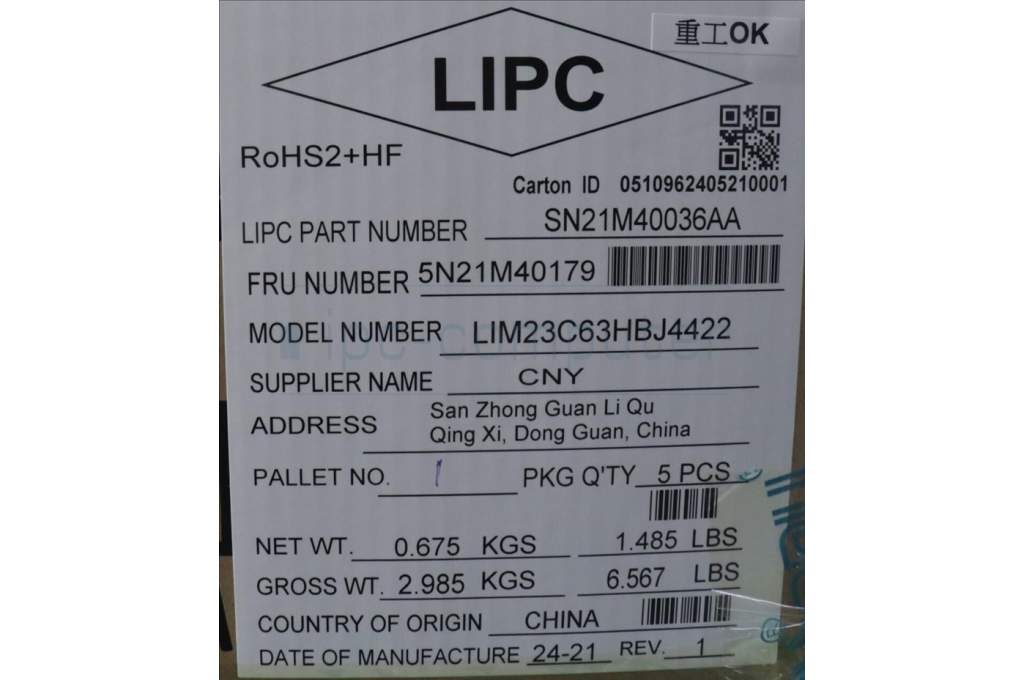 重工OK
LIPC
RoHS2+HF
Carton ID 0510962405210001
LIPC PART NUMBER SN21M40036AA
FRU NUMBER 5N21M40179
MODEL NUMBER LIM23C63HBJ4422
ipc-computer
SUPPLIER NAME CNY
ADDRESS San Zhong Guan Li Qu
Qing Xi, Dong Guan, China
PALLET NO. 1 PKG Q'TY 5 PCS
NET WT. 0.675 KGS 1.485 LBS
GROSS WT. 2.985 KGS 6.567 LBS
COUNTRY OF ORIGIN CHINA
DATE OF MANUFACTURE 24-21 REV. 1